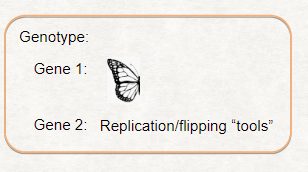 Genotype:
Gene 1:
Gene 2: Replication/flipping “tools”